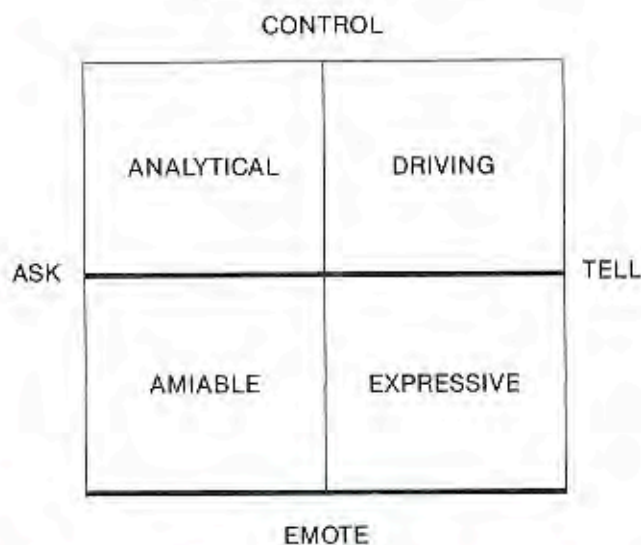 CONTROL
ANALYTICAL DRIVING
ASK TELL
AMIABLE EXPRESSIVE
EMOTE